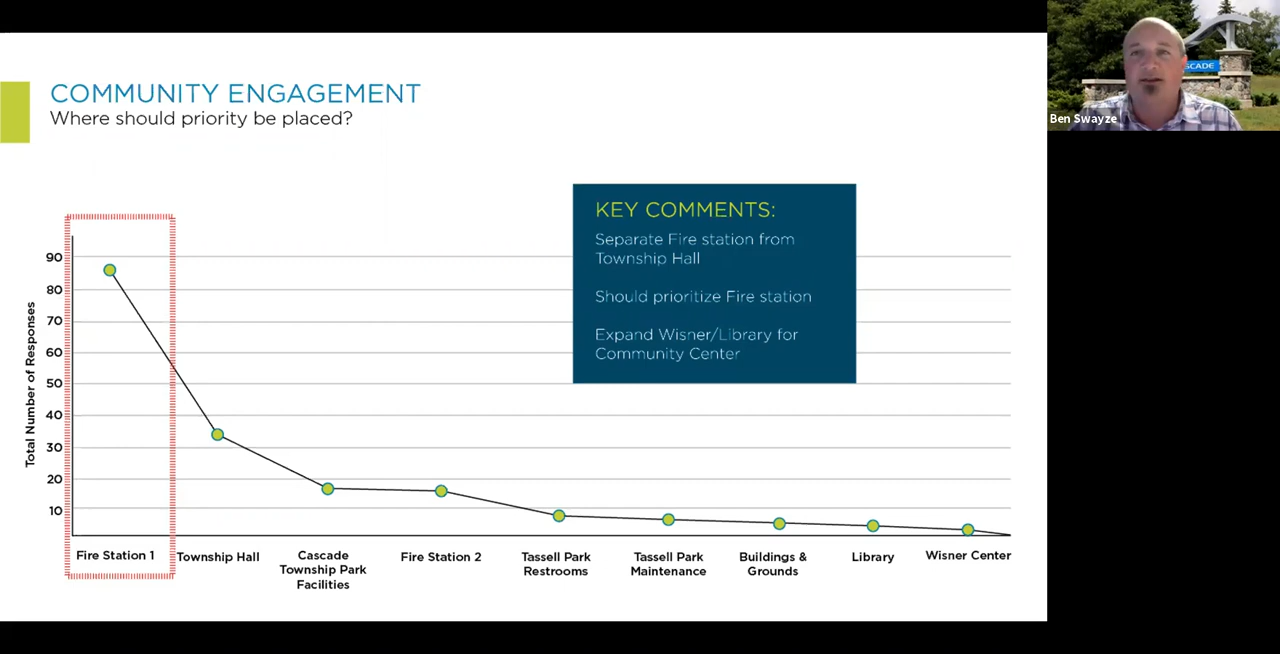 COMMUNITY ENGAGEMENT
Where should priority be placed?
KEY COMMENTS:
Separate Fire station from
Township Hall
Should prioritize Fire station
Expand Wisner/Library for
Community Center
Total Number of Responses
90
80
70
60
50
40
30
20
10
Fire Station 1
Township Hall
Cascade
Township Park
Facilities
Fire Station 2
Tassell Park
Restrooms
Tassell Park
Maintenance
Buildings &
Grounds
Library
Wisner Center
SCADE
Ben Swayze